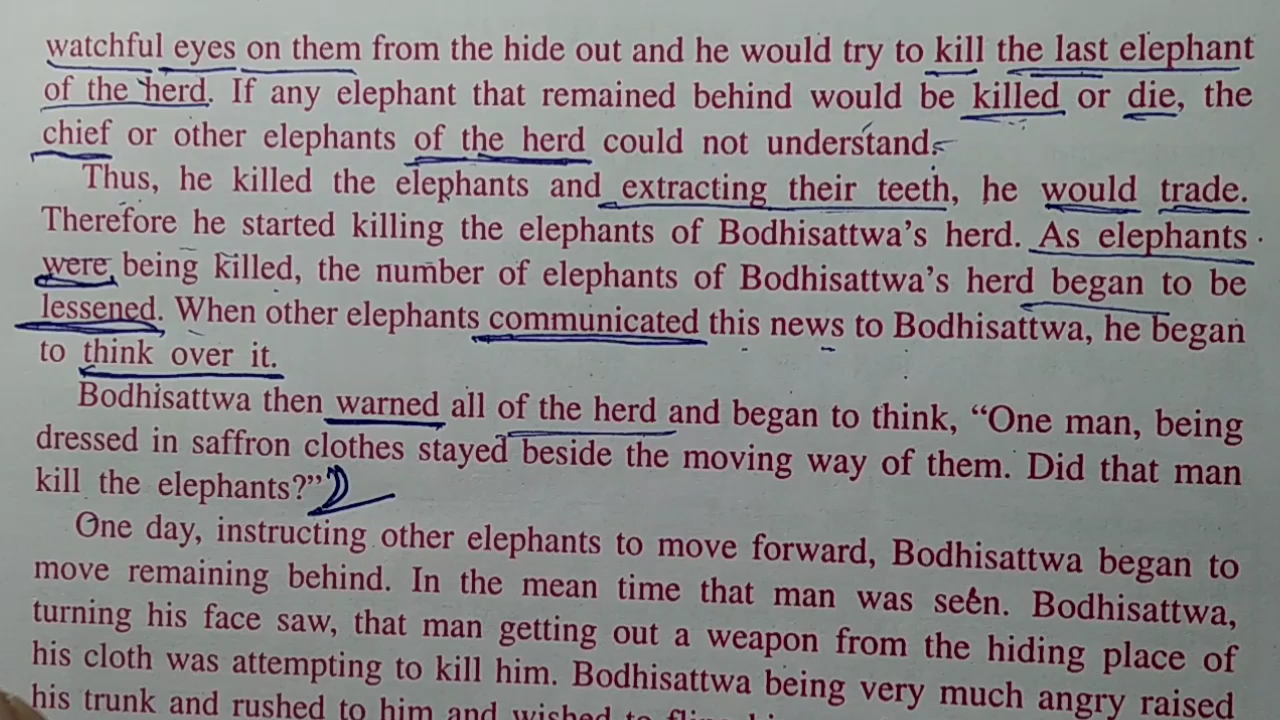 watchful eyes on them from the hide out and he would try to kill the last elephant
of the herd. If any elephant that remained behind would be killed or die, the
chief or other elephants of the herd could not understand.
Thus, he killed the elephants and extracting their teeth, he would trade.
Therefore he started killing the elephants of Bodhisattwa's herd. As elephants
were being killed, the number of elephants of Bodhisattwa's herd began to be
lessened. When other elephants communicated this news to Bodhisattwa, he began
to think over it.
Bodhisattwa then warned all of the herd and began to think, "One man, being
dressed in saffron clothes stayed beside the moving way of them. Did that man
kill the elephants?"
One day, instructing other elephants to move forward, Bodhisattwa began to
move remaining behind. In the mean time that man was seen. Bodhisattwa,
turning his face saw, that man getting out a weapon from the hiding place of
his cloth was attempting to kill him. Bodhisattwa being very much angry raised
his trunk and rushed to him and wished to